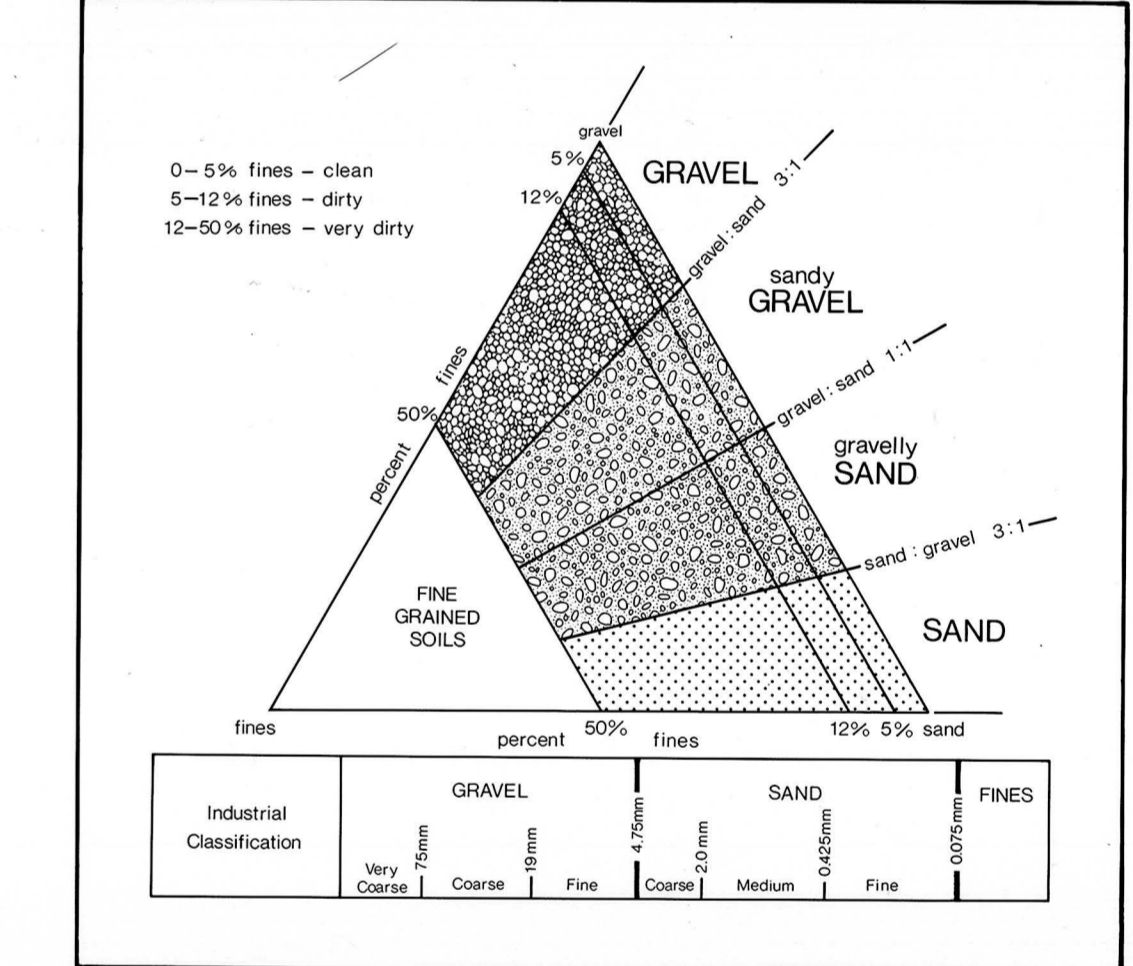 gravel
5%
GRAVEL
gravel : sand 3:1
0–5% fines – clean
5–12% fines – dirty
12–50% fines – very dirty
12%
sandy
GRAVEL
gravel : sand 1:1
percent fines
50%
gravelly
SAND
sand : gravel 3:1
FINE
GRAINED
SOILS
SAND
fines
percent 50% fines
12% 5% sand
Industrial
Classification
GRAVEL
SAND
FINES
75mm
19mm
4.75mm
2.0mm
0.425mm
0.075mm
Very
Coarse
Coarse
Fine
Coarse
Medium
Fine